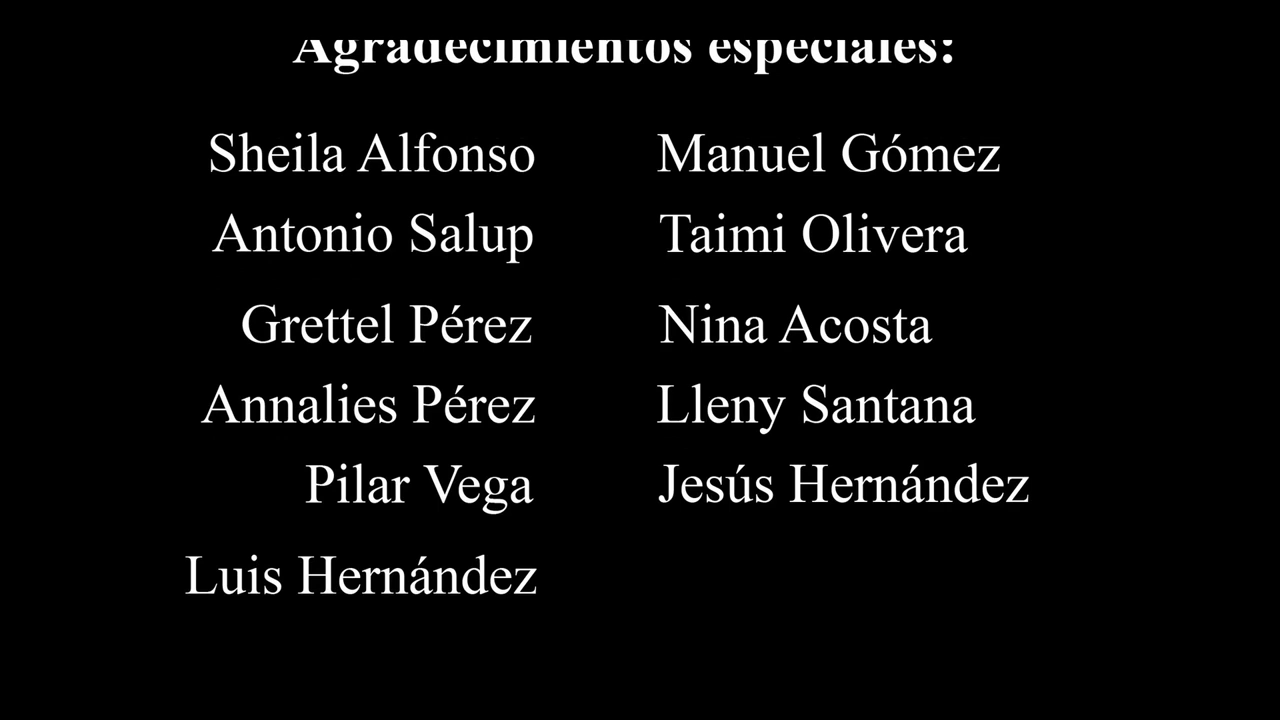 Agradecimientos especiales:
Sheila Alfonso Manuel Gómez
Antonio Salup Taimi Olivera
Grettel Pérez Nina Acosta
Annalies Pérez Lleny Santana
Pilar Vega Jesús Hernández
Luis Hernández